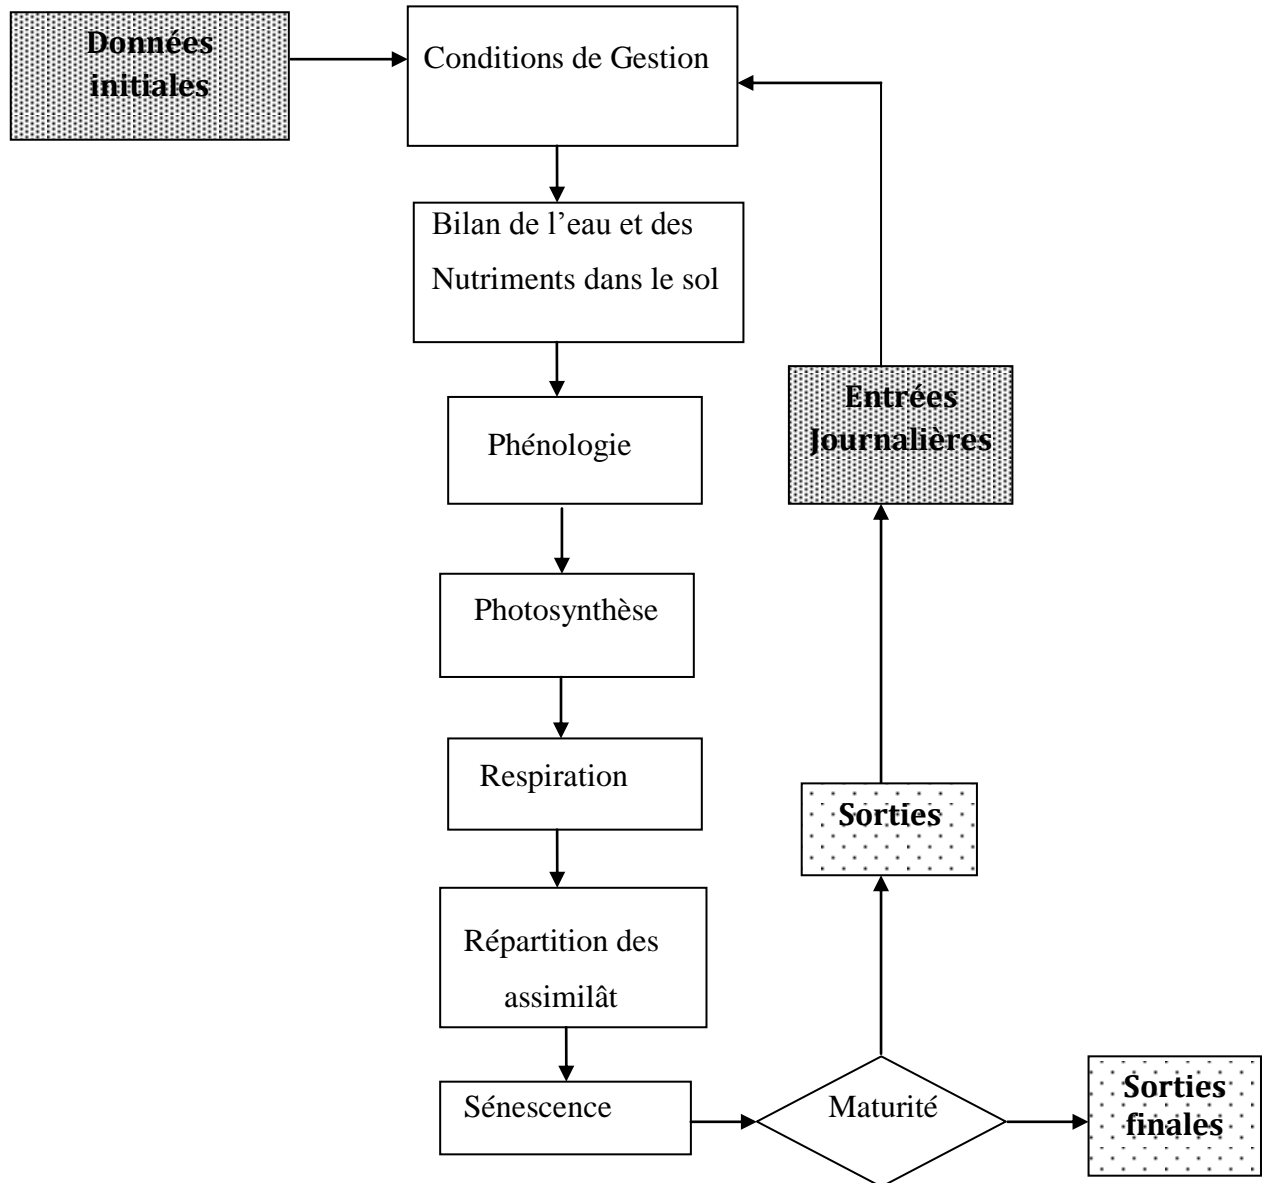 Données
initiales
Conditions de Gestion
Bilan de l’eau et des
Nutriments dans le sol
Phénologie
Entrées
Journalières
Photosynthèse
Respiration
Sorties
Répartition des
assimilât
Sénescence
Maturité
Sorties
finales